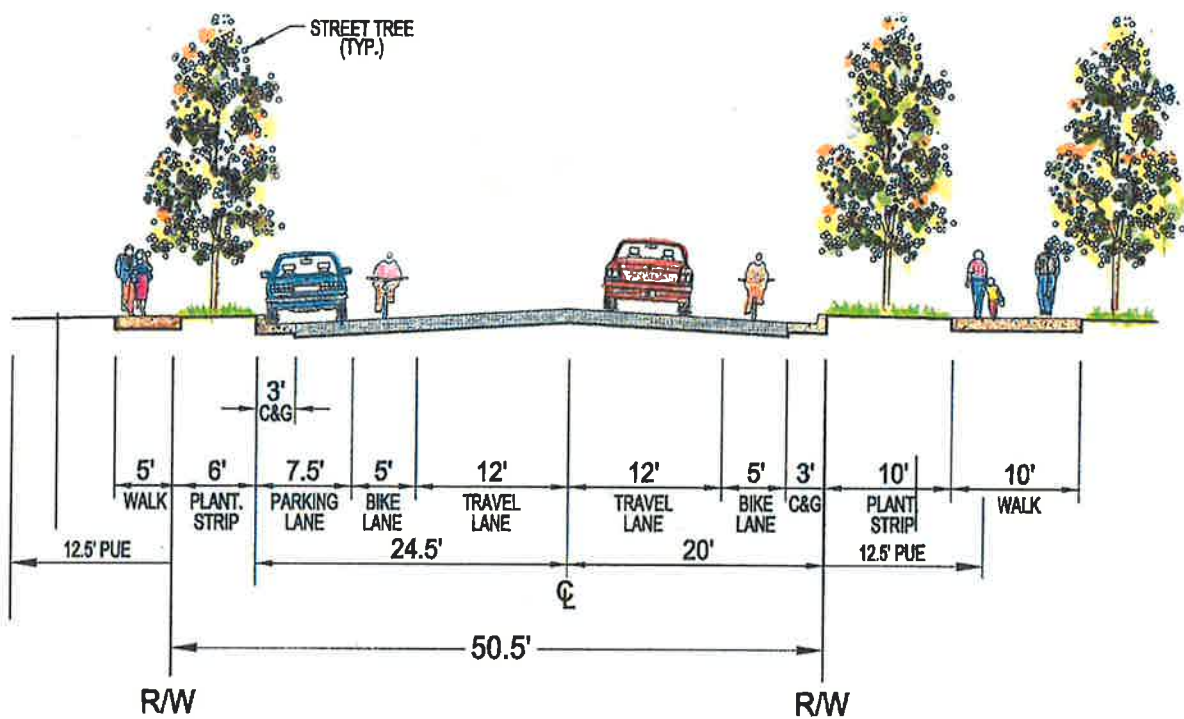 STREET TREE
(TYP.)
3'
C&G
5'
WALK
6'
PLANT.
STRIP
7.5'
PARKING
LANE
5'
BIKE
LANE
12'
TRAVEL
LANE
12'
TRAVEL
LANE
5'
BIKE
LANE
3'
C&G
10'
PLANT
STRIP
10'
WALK
12.5' PUE
24.5'
20'
12.5' PUE
℄
50.5'
R/W
R/W